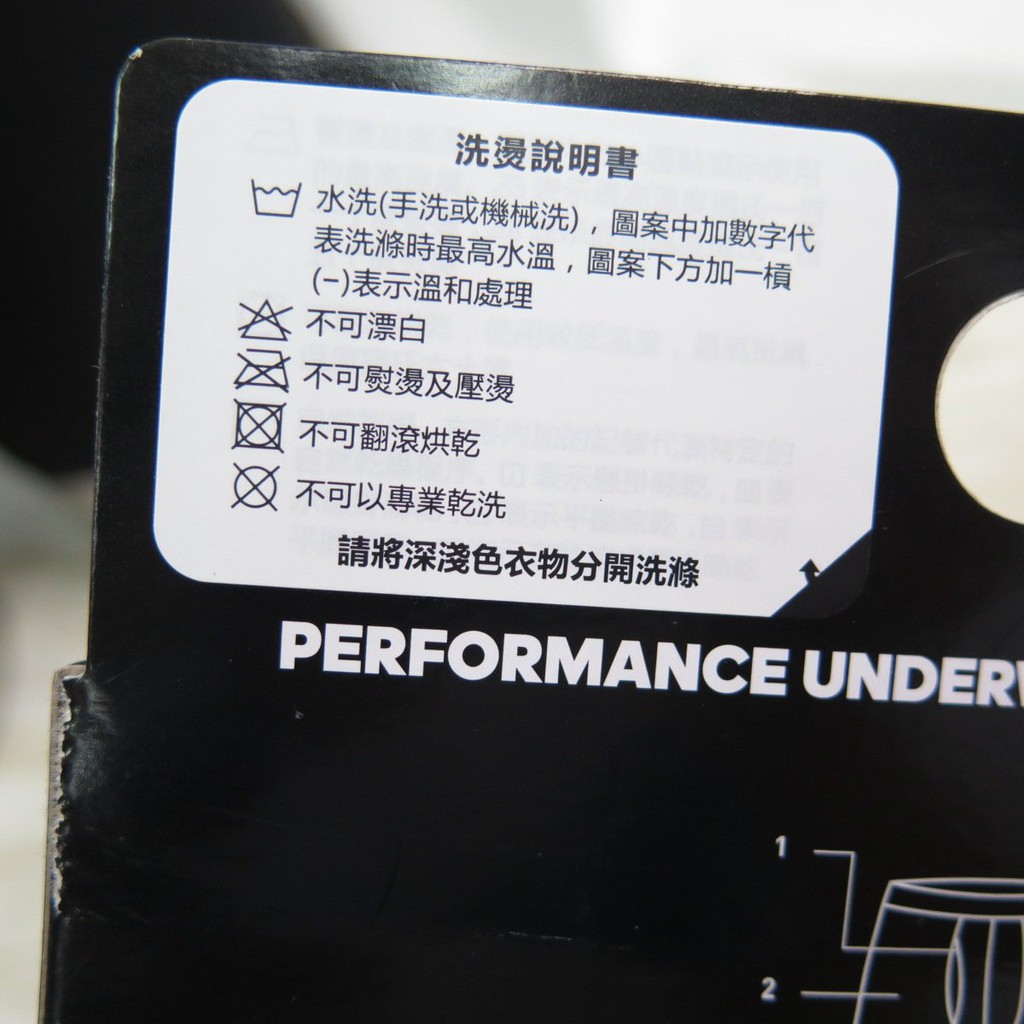 洗燙說明書
水洗(手洗或機械洗)，圖案中加數字代
表洗滌時最高水溫，圖案下方加一槓
(−)表示溫和處理
不可漂白
不可熨燙及壓燙
不可翻滾烘乾
不可以專業乾洗
請將深淺色衣物分開洗滌
PERFORMANCE UNDER
1
2